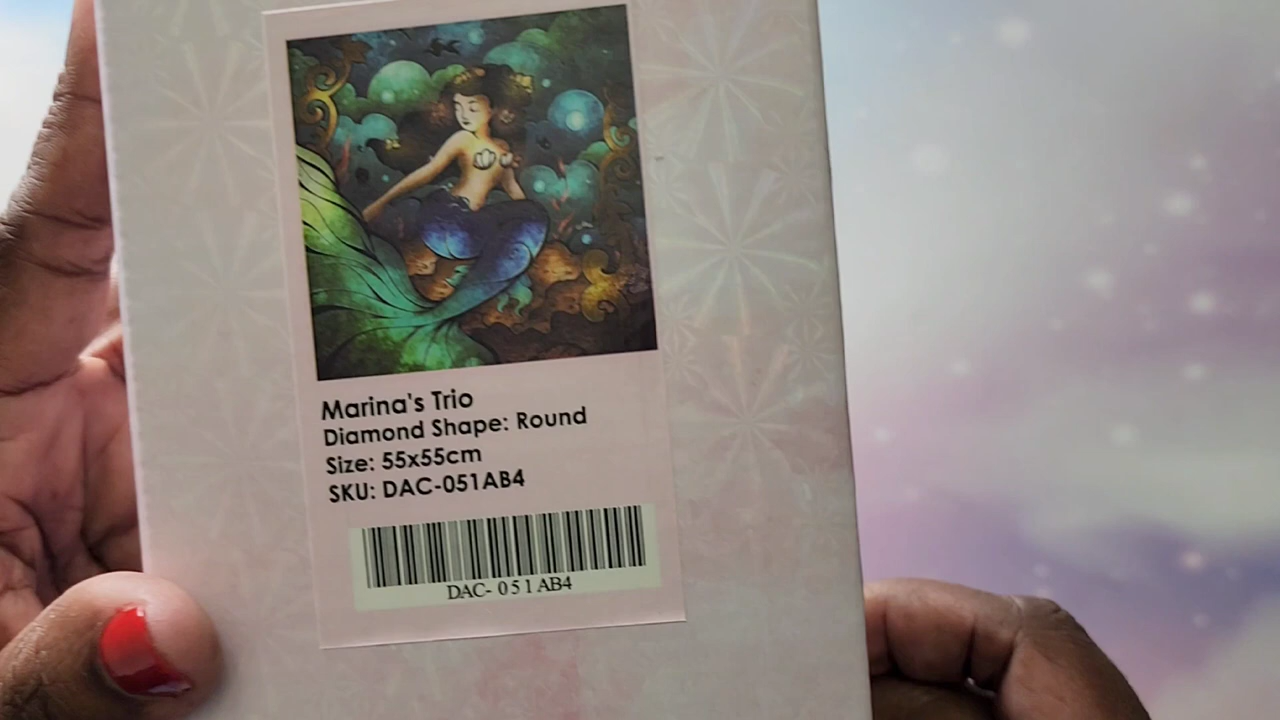 Marina's Trio
Diamond Shape: Round
Size: 55x55cm
SKU: DAC-051AB4
DAC- 051AB4